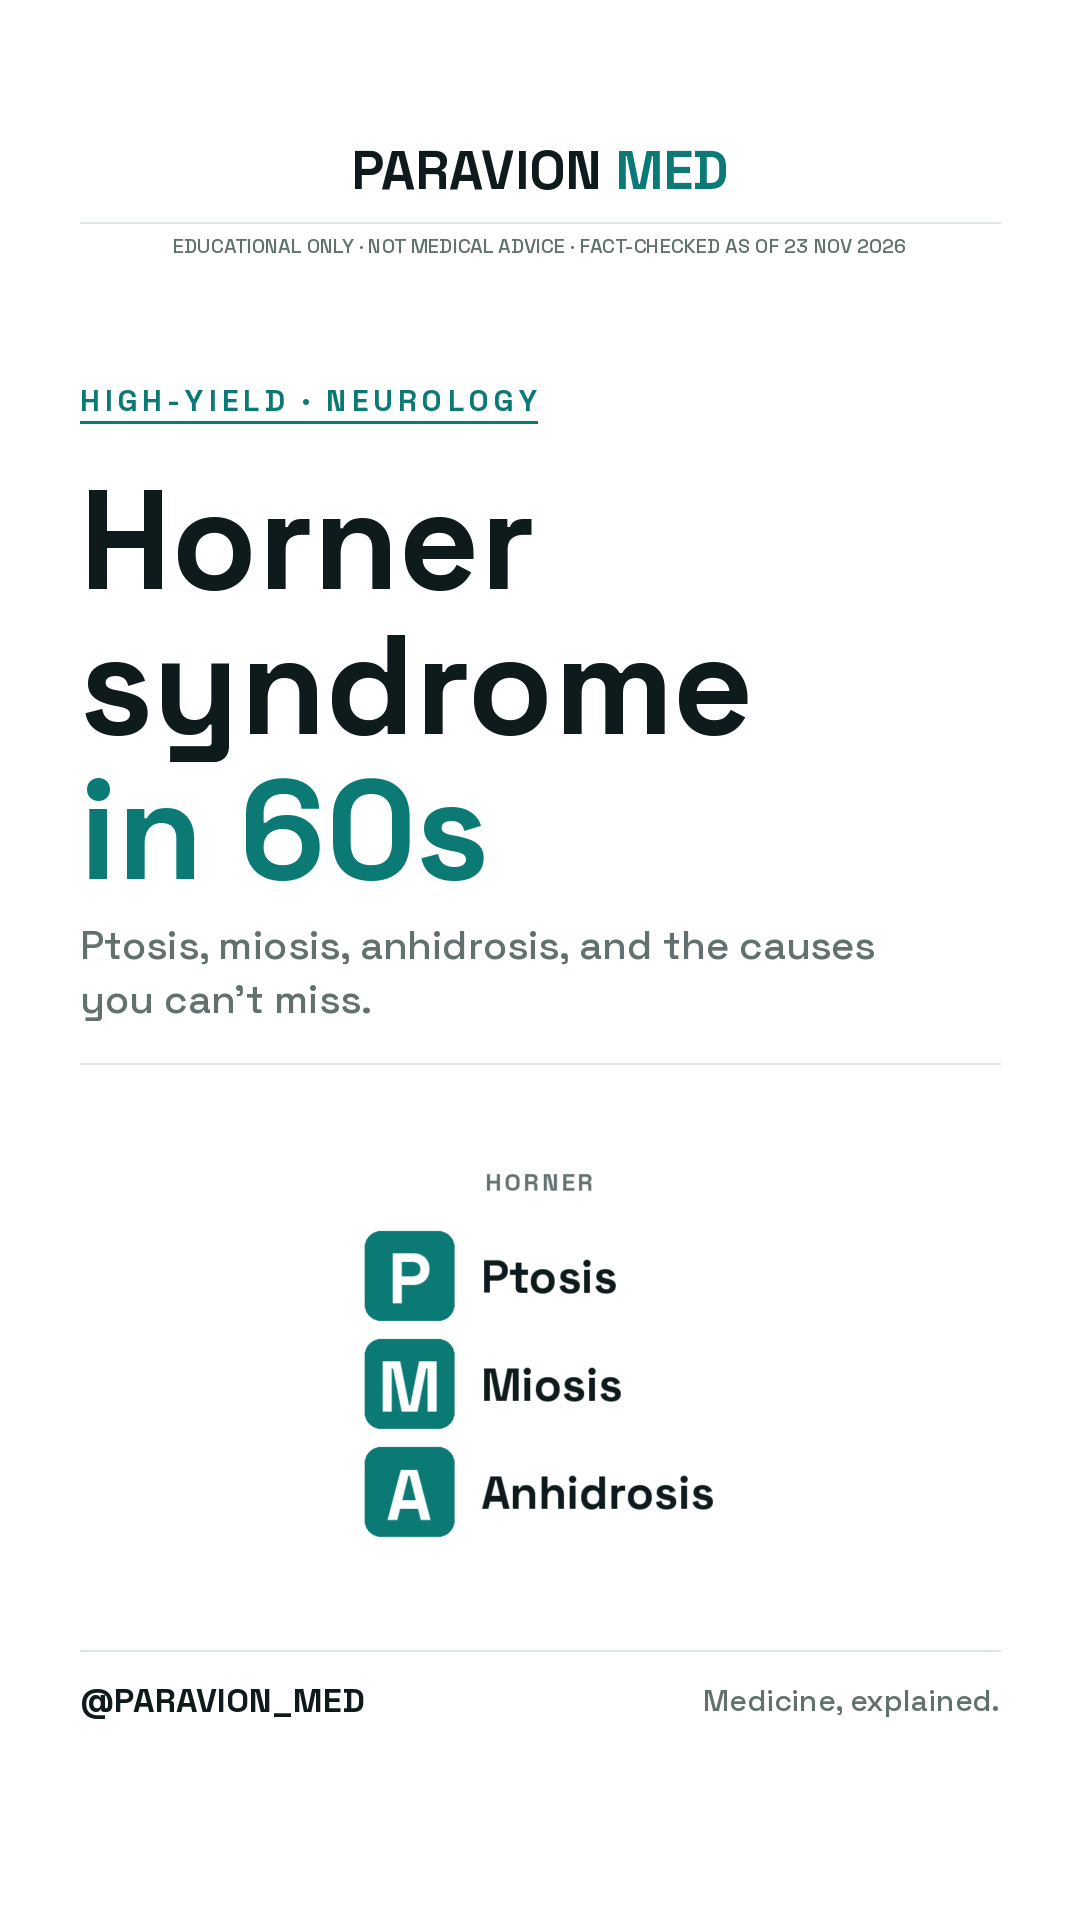 PARAVION MED
EDUCATIONAL ONLY · NOT MEDICAL ADVICE · FACT-CHECKED AS OF 23 NOV 2026
HIGH-YIELD · NEUROLOGY
Horner
syndrome
in 60s
Ptosis, miosis, anhidrosis, and the causes
you can’t miss.
HORNER
P Ptosis
M Miosis
A Anhidrosis
@PARAVION_MED Medicine, explained.